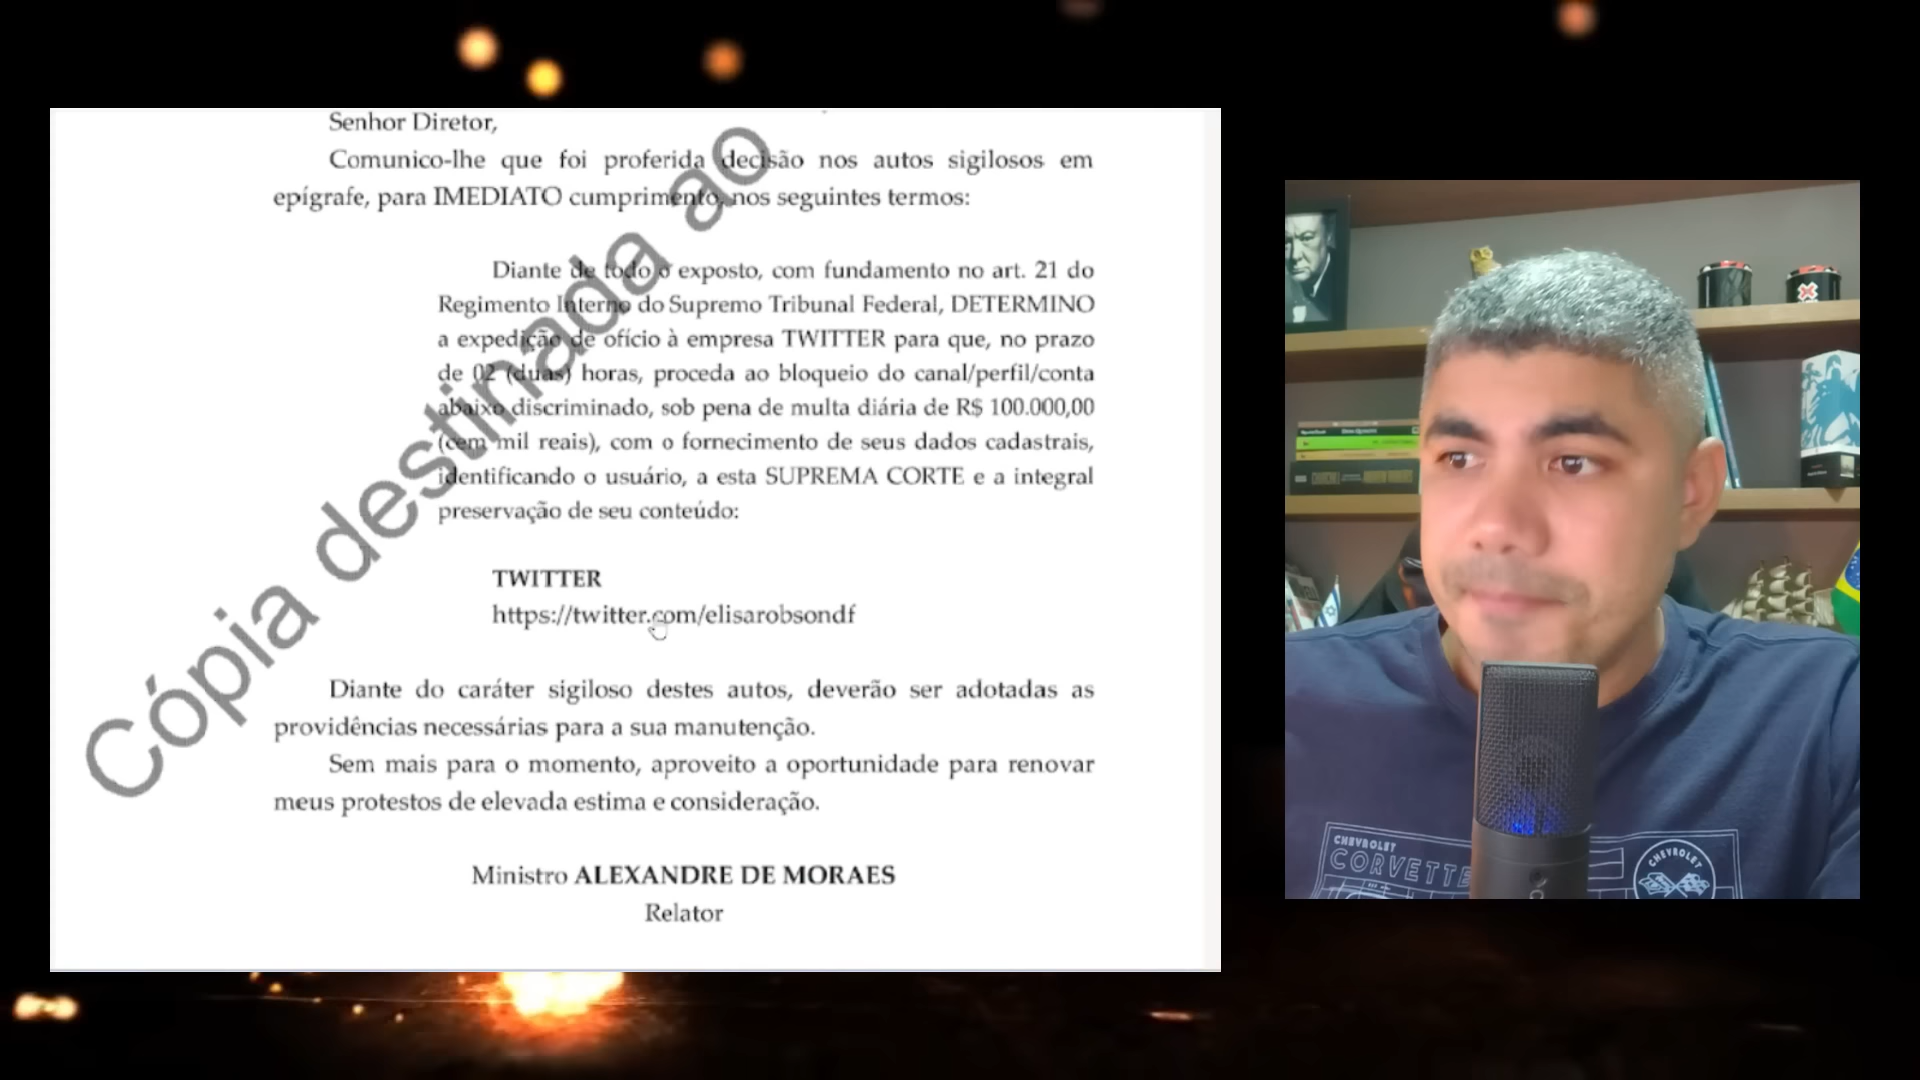 Senhor Diretor,
Comunico-lhe que foi proferida decisão nos autos sigilosos em
epígrafe, para IMEDIATO cumprimento, nos seguintes termos:
Diante de todo o exposto, com fundamento no art. 21 do
Regimento Interno do Supremo Tribunal Federal, DETERMINO
a expedição de ofício à empresa TWITTER para que, no prazo
de 02 (duas) horas, proceda ao bloqueio do canal/perfil/conta
abaixo discriminado, sob pena de multa diária de R$ 100.000,00
(cem mil reais), com o fornecimento de seus dados cadastrais,
identificando o usuário, a esta SUPREMA CORTE e a integral
preservação de seu conteúdo:
TWITTER
https://twitter.com/elisarobsondf
Diante do caráter sigiloso destes autos, deverão ser adotadas as
providências necessárias para a sua manutenção.
Sem mais para o momento, aproveito a oportunidade para renovar
meus protestos de elevada estima e consideração.
Ministro ALEXANDRE DE MORAES
Relator
Cópia destinada ao
CHEVROLET
CORVETTE
CHEVROLET